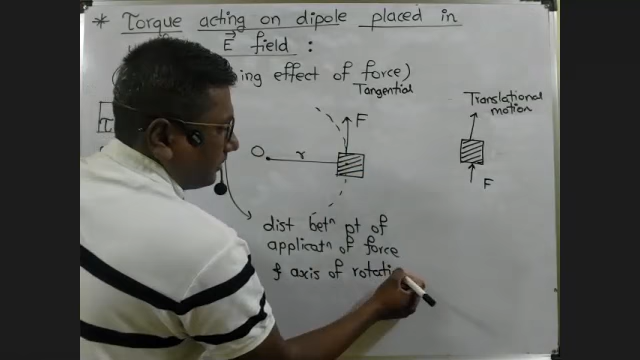 * Torque acting on dipole placed in
E field :
ing effect of force)
Tangential
Translational
motion
F
O
r
τ
F
dist betⁿ pt of
applicatⁿ of force
& axis of rotati